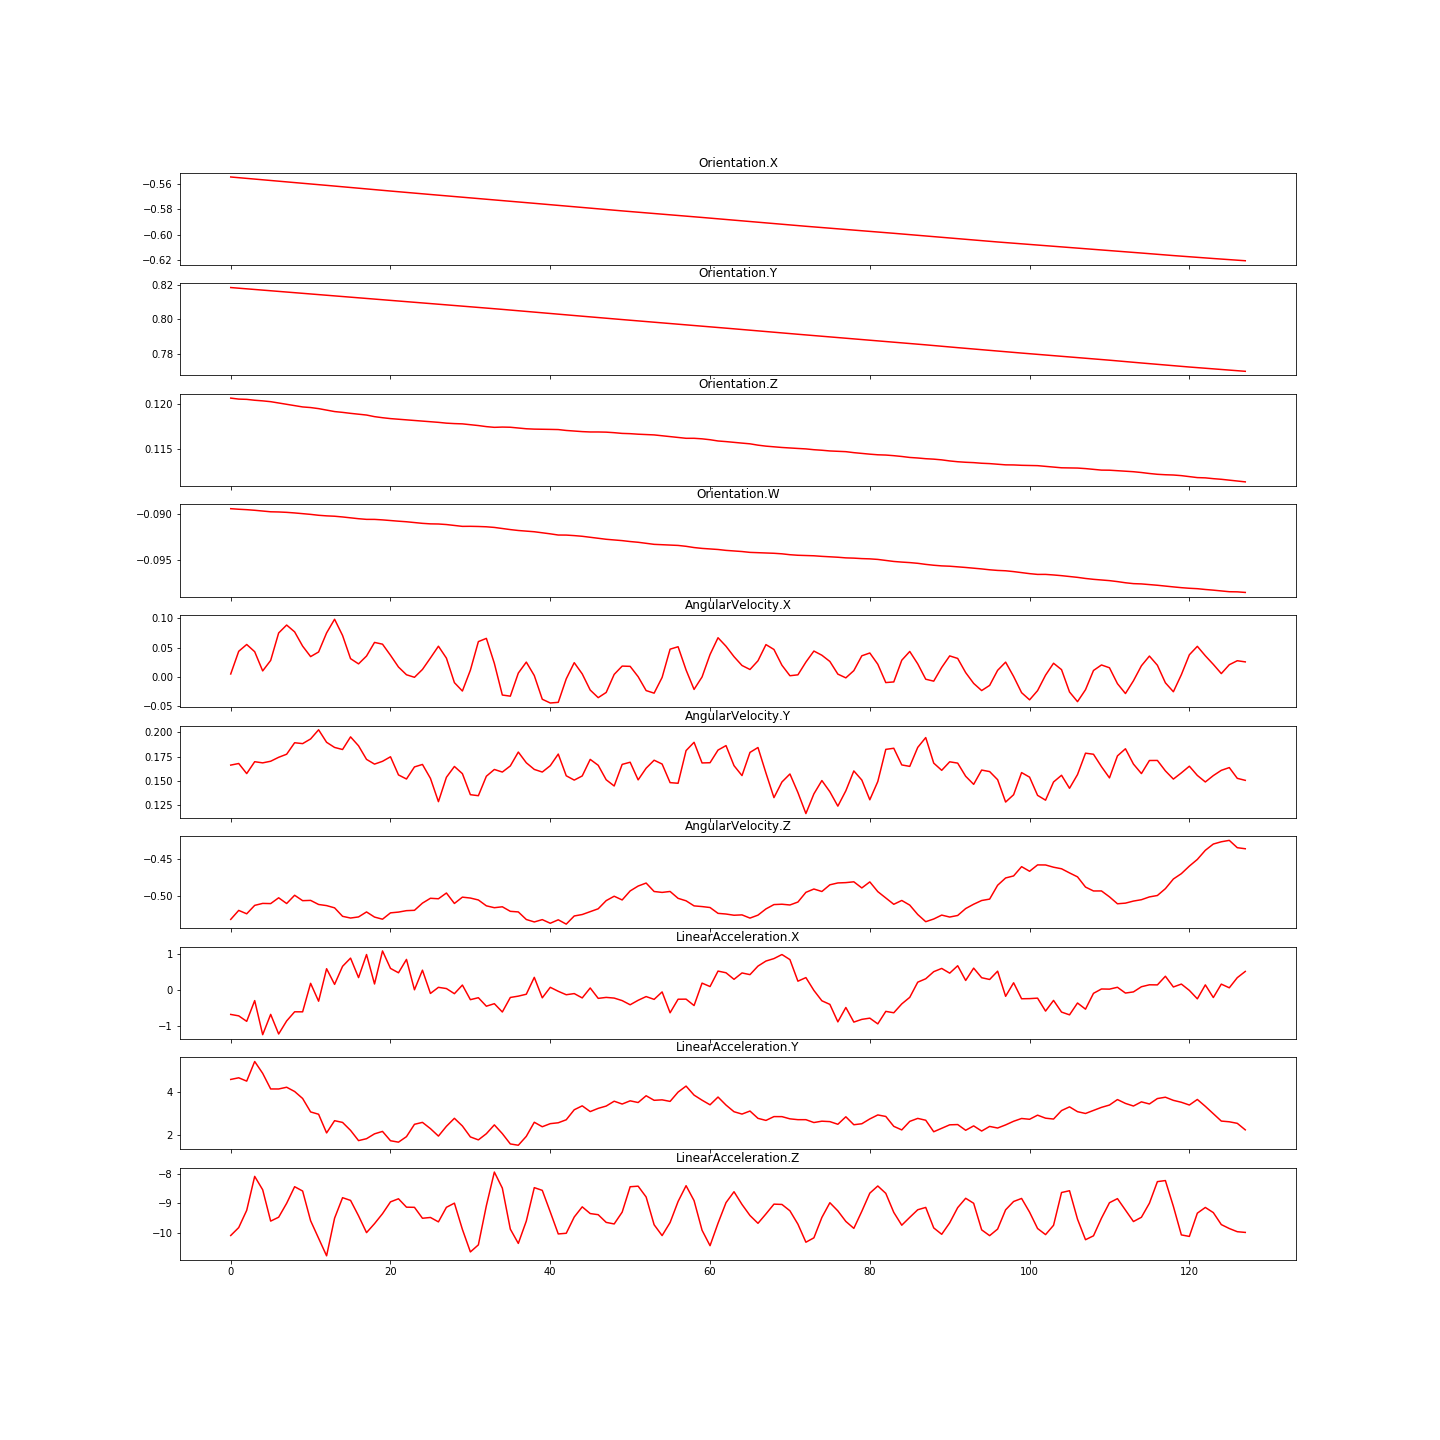 Orientation.X
−0.56
−0.58
−0.60
−0.62
Orientation.Y
0.82
0.80
0.78
Orientation.Z
0.120
0.115
Orientation.W
−0.090
−0.095
AngularVelocity.X
0.10
0.05
0.00
−0.05
AngularVelocity.Y
0.200
0.175
0.150
0.125
AngularVelocity.Z
−0.45
−0.50
LinearAcceleration.X
1
0
−1
LinearAcceleration.Y
4
2
LinearAcceleration.Z
−8
−9
−10
0 20 40 60 80 100 120